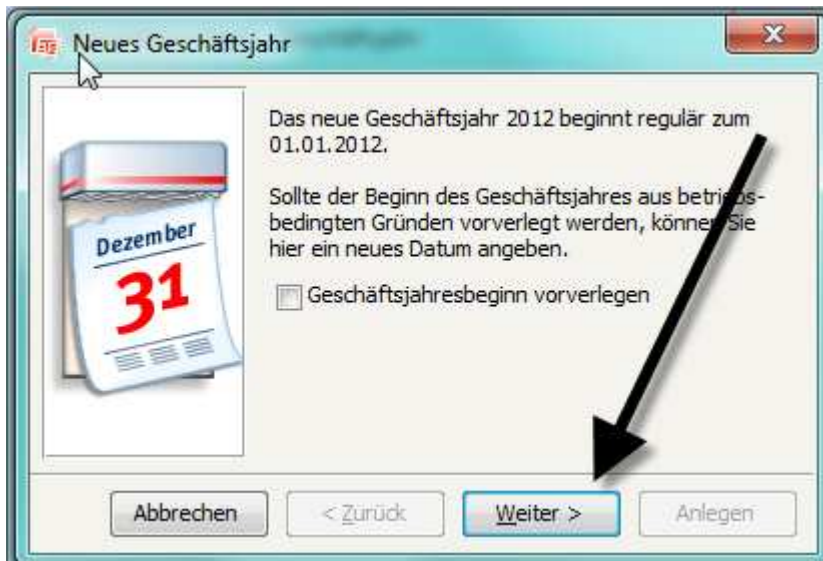 Neues Geschäftsjahr
Das neue Geschäftsjahr 2012 beginnt regulär zum
01.01.2012.
Sollte der Beginn des Geschäftsjahres aus betriebs-
bedingten Gründen vorverlegt werden, können Sie
hier ein neues Datum angeben.
Geschäftsjahresbeginn vorverlegen
Dezember
31
Abbrechen
< Zurück
Weiter >
Anlegen